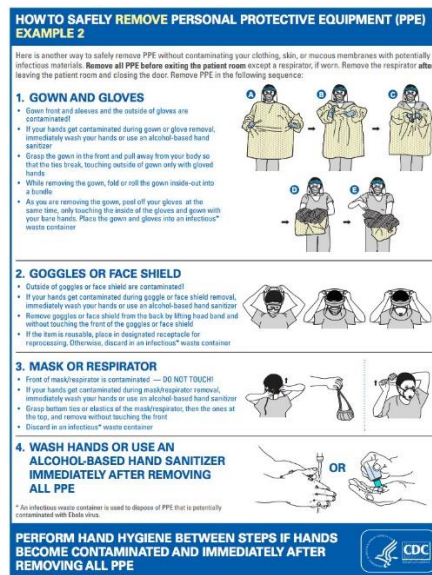 HOW TO SAFELY REMOVE PERSONAL PROTECTIVE EQUIPMENT (PPE)
EXAMPLE 2
Here is another way to safely remove PPE without contaminating your clothing, skin, or mucous membranes with potentially
infectious materials. Remove all PPE before exiting the patient room except a respirator, if worn. Remove the respirator after
leaving the patient room and closing the door. Remove PPE in the following sequence:
1. GOWN AND GLOVES
• Gown front and sleeves and the outside of gloves are
contaminated!
• If your hands get contaminated during gown or glove removal,
immediately wash your hands or use an alcohol-based hand
sanitizer
• Grasp the gown in the front and pull away from your body so
that the ties break, touching outside of gown only with gloved
hands
• While removing the gown, fold or roll the gown inside-out into
a bundle
• As you are removing the gown, peel off your gloves at the
same time, only touching the inside of the gloves and gown with
your bare hands. Place the gown and gloves into an infectious*
waste container
A
B
C
D
E
2. GOGGLES OR FACE SHIELD
• Outside of goggles or face shield are contaminated!
• If your hands get contaminated during goggle or face shield removal,
immediately wash your hands or use an alcohol-based hand sanitizer
• Remove goggles or face shield from the back by lifting head band and
without touching the front of the goggles or face shield
• If the item is reusable, place in designated receptacle for
reprocessing. Otherwise, discard in an infectious* waste container
3. MASK OR RESPIRATOR
• Front of mask/respirator is contaminated — DO NOT TOUCH!
• If your hands get contaminated during mask/respirator removal,
immediately wash your hands or use an alcohol-based hand sanitizer
• Grasp bottom ties or elastics of the mask/respirator, then the ones at
the top, and remove without touching the front
• Discard in an infectious* waste container
4. WASH HANDS OR USE AN
ALCOHOL-BASED HAND SANITIZER
IMMEDIATELY AFTER REMOVING
ALL PPE
OR
* An infectious waste container is used to dispose of PPE that is potentially
contaminated with Ebola virus.
PERFORM HAND HYGIENE BETWEEN STEPS IF HANDS
BECOME CONTAMINATED AND IMMEDIATELY AFTER
REMOVING ALL PPE
CDC